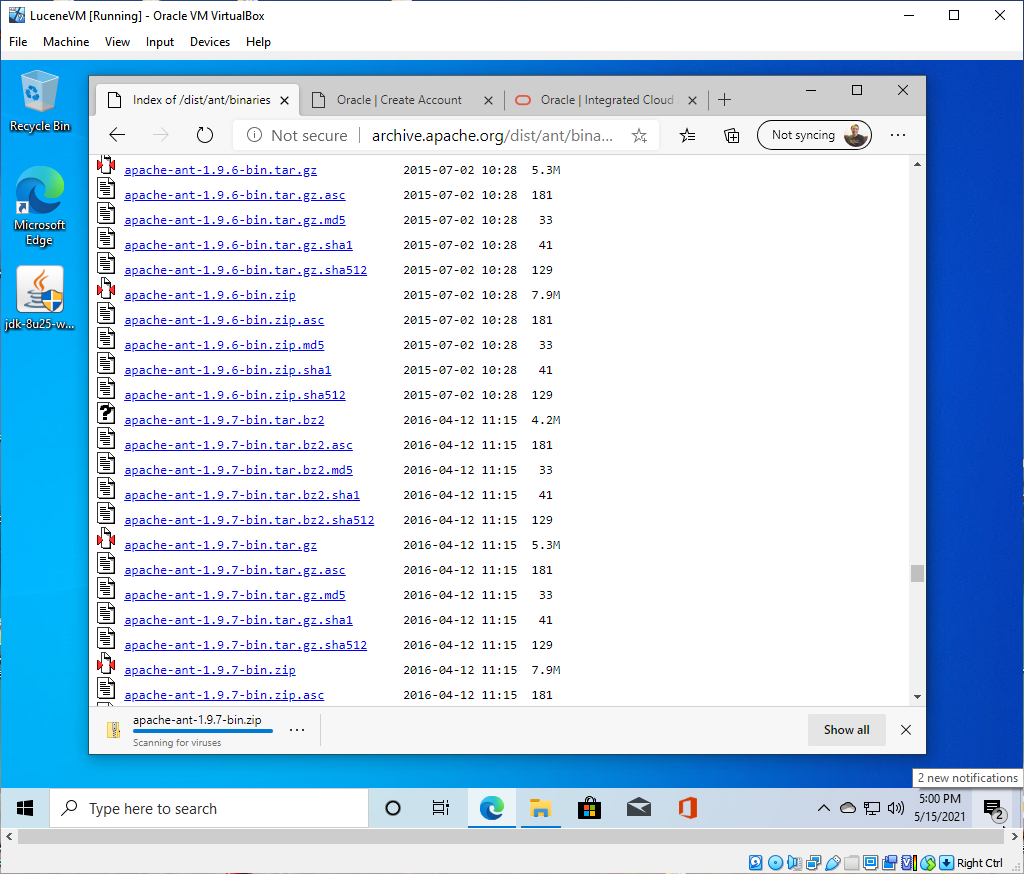 LuceneVM [Running] - Oracle VM VirtualBox
File Machine View Input Devices Help
Recycle Bin
Microsoft
Edge
jdk-8u25-w...
Index of /dist/ant/binaries
Oracle | Create Account
Oracle | Integrated Cloud
Not secure archive.apache.org/dist/ant/bina... Not syncing
apache-ant-1.9.6-bin.tar.gz 2015-07-02 10:28 5.3M
apache-ant-1.9.6-bin.tar.gz.asc 2015-07-02 10:28 181
apache-ant-1.9.6-bin.tar.gz.md5 2015-07-02 10:28 33
apache-ant-1.9.6-bin.tar.gz.sha1 2015-07-02 10:28 41
apache-ant-1.9.6-bin.tar.gz.sha512 2015-07-02 10:28 129
apache-ant-1.9.6-bin.zip 2015-07-02 10:28 7.9M
apache-ant-1.9.6-bin.zip.asc 2015-07-02 10:28 181
apache-ant-1.9.6-bin.zip.md5 2015-07-02 10:28 33
apache-ant-1.9.6-bin.zip.sha1 2015-07-02 10:28 41
apache-ant-1.9.6-bin.zip.sha512 2015-07-02 10:28 129
apache-ant-1.9.7-bin.tar.bz2 2016-04-12 11:15 4.2M
apache-ant-1.9.7-bin.tar.bz2.asc 2016-04-12 11:15 181
apache-ant-1.9.7-bin.tar.bz2.md5 2016-04-12 11:15 33
apache-ant-1.9.7-bin.tar.bz2.sha1 2016-04-12 11:15 41
apache-ant-1.9.7-bin.tar.bz2.sha512 2016-04-12 11:15 129
apache-ant-1.9.7-bin.tar.gz 2016-04-12 11:15 5.3M
apache-ant-1.9.7-bin.tar.gz.asc 2016-04-12 11:15 181
apache-ant-1.9.7-bin.tar.gz.md5 2016-04-12 11:15 33
apache-ant-1.9.7-bin.tar.gz.sha1 2016-04-12 11:15 41
apache-ant-1.9.7-bin.tar.gz.sha512 2016-04-12 11:15 129
apache-ant-1.9.7-bin.zip 2016-04-12 11:15 7.9M
apache-ant-1.9.7-bin.zip.asc 2016-04-12 11:15 181
apache-ant-1.9.7-bin.zip
Scanning for viruses
Show all
2 new notifications
Type here to search
5:00 PM
5/15/2021
2
Right Ctrl